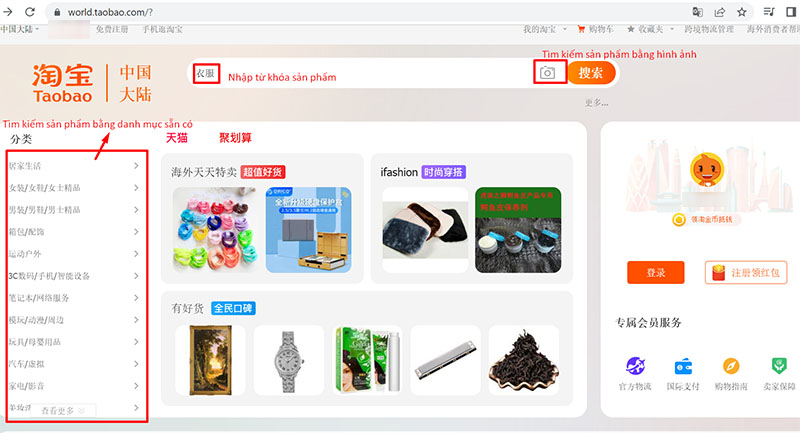 world.taobao.com/?
中国大陆
免费注册
手机逛淘宝
我的淘宝
购物车
收藏夹
跨境物流管理
海外消费者帮助
Tìm kiếm sản phẩm bằng hình ảnh
淘宝
Taobao
中国
大陆
衣服
Nhập từ khóa sản phẩm
搜索
更多...
Tìm kiếm sản phẩm bằng danh mục sẵn có
分类
天猫
聚划算
居家生活
女装/女鞋/女士精品
男装/男鞋/男士精品
箱包/配饰
运动户外
3C数码/手机/智能设备
笔记本/网络服务
模玩/动漫/周边
玩具/母婴用品
汽车/虚拟
家电/影音
查看更多
海外天天特卖
超值好货
ifashion
时尚穿搭
有好货
全民口碑
领淘金币抵钱
登录
注册领红包
专属会员服务
官方物流
国际支付
购物指南
卖家保障